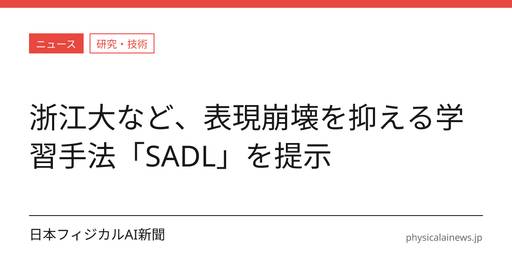 ニュース 研究・技術
浙江大など、表現崩壊を抑える学
習手法「SADL」を提示
日本フィジカルAI新聞
physicalainews.jp